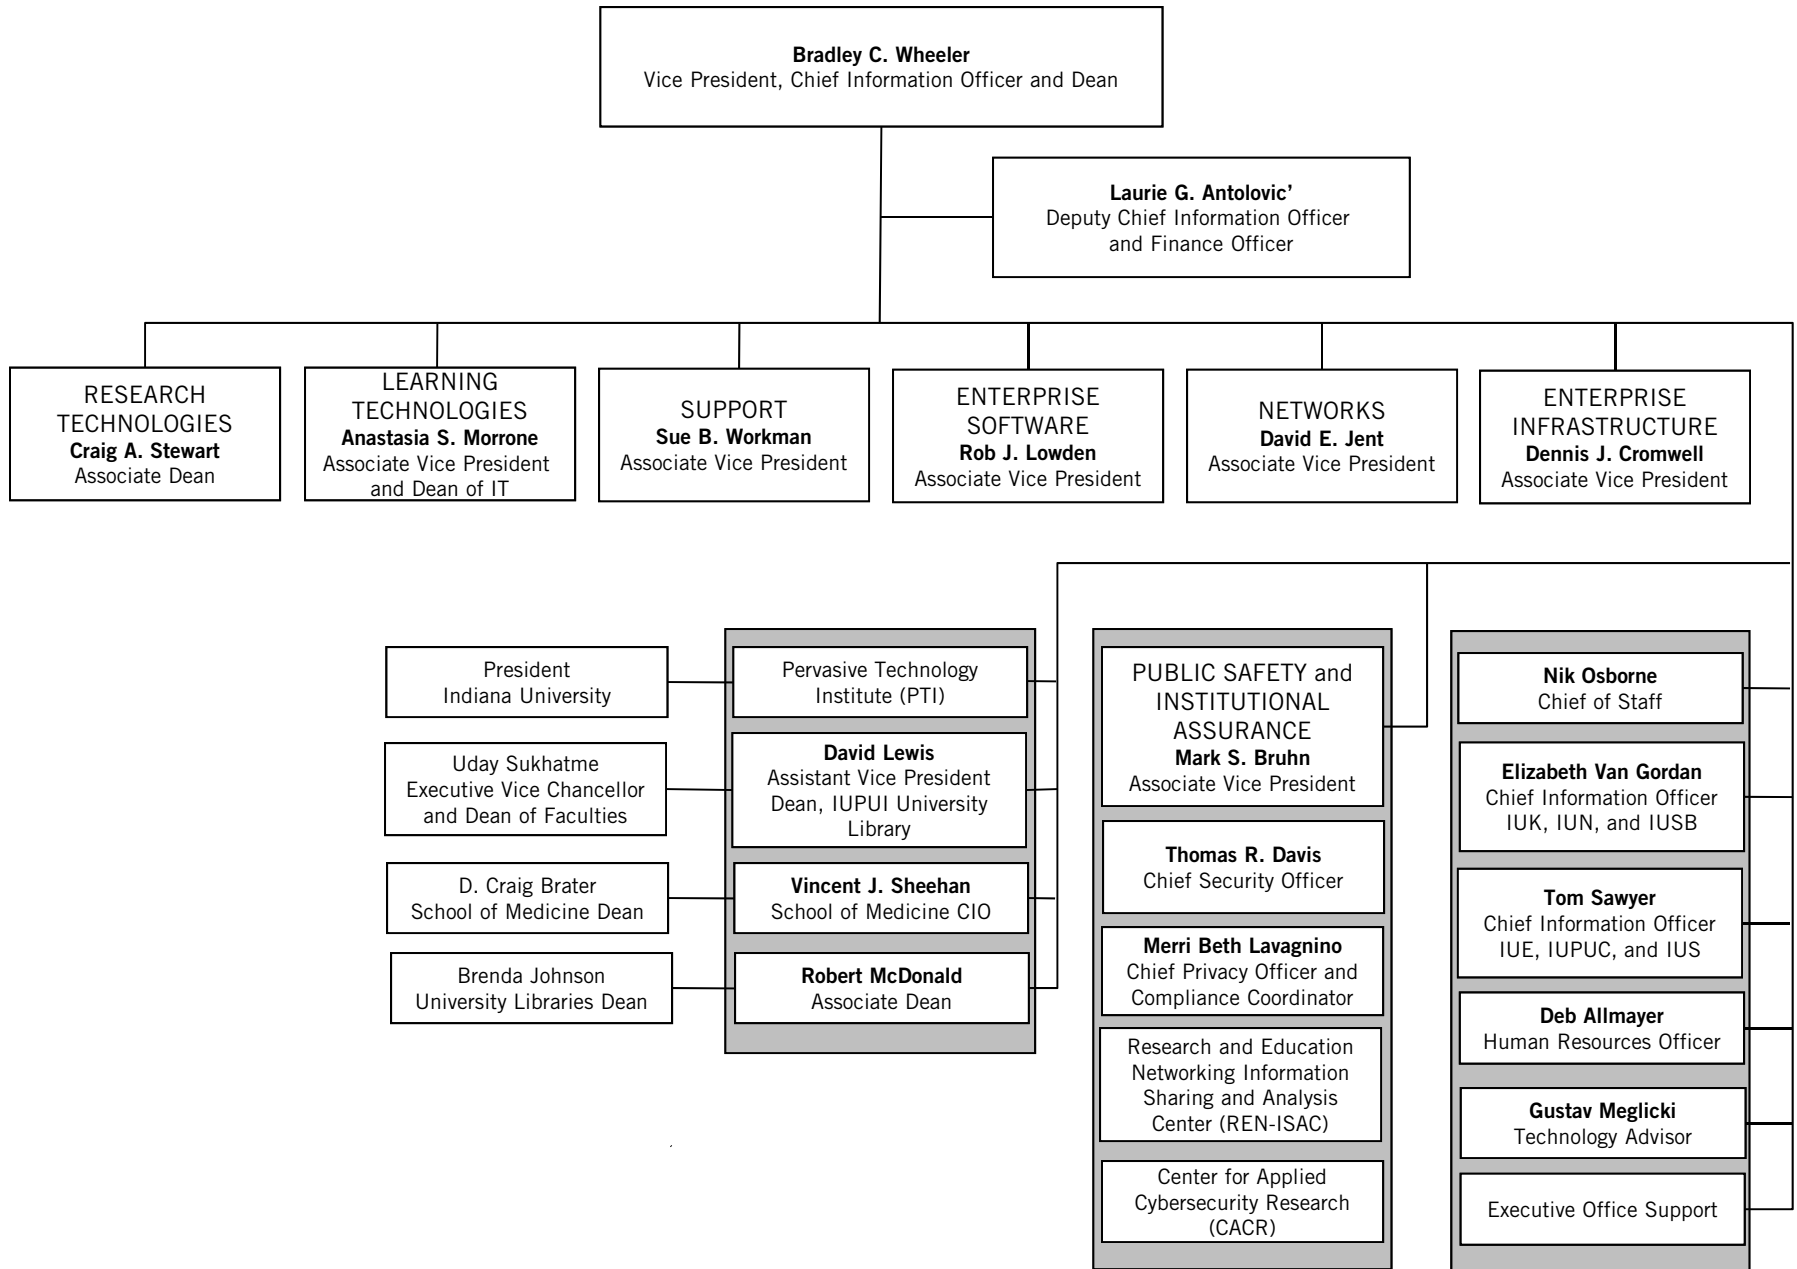 Bradley C. Wheeler
Vice President, Chief Information Officer and Dean
Laurie G. Antolovic’
Deputy Chief Information Officer
and Finance Officer
RESEARCH
TECHNOLOGIES
Craig A. Stewart
Associate Dean
LEARNING
TECHNOLOGIES
Anastasia S. Morrone
Associate Vice President
and Dean of IT
SUPPORT
Sue B. Workman
Associate Vice President
ENTERPRISE
SOFTWARE
Rob J. Lowden
Associate Vice President
NETWORKS
David E. Jent
Associate Vice President
ENTERPRISE
INFRASTRUCTURE
Dennis J. Cromwell
Associate Vice President
President
Indiana University
Uday Sukhatme
Executive Vice Chancellor
and Dean of Faculties
D. Craig Brater
School of Medicine Dean
Brenda Johnson
University Libraries Dean
Pervasive Technology
Institute (PTI)
David Lewis
Assistant Vice President
Dean, IUPUI University
Library
Vincent J. Sheehan
School of Medicine CIO
Robert McDonald
Associate Dean
PUBLIC SAFETY and
INSTITUTIONAL
ASSURANCE
Mark S. Bruhn
Associate Vice President
Thomas R. Davis
Chief Security Officer
Merri Beth Lavagnino
Chief Privacy Officer and
Compliance Coordinator
Research and Education
Networking Information
Sharing and Analysis
Center (REN-ISAC)
Center for Applied
Cybersecurity Research
(CACR)
Nik Osborne
Chief of Staff
Elizabeth Van Gordan
Chief Information Officer
IUK, IUN, and IUSB
Tom Sawyer
Chief Information Officer
IUE, IUPUC, and IUS
Deb Allmayer
Human Resources Officer
Gustav Meglicki
Technology Advisor
Executive Office Support